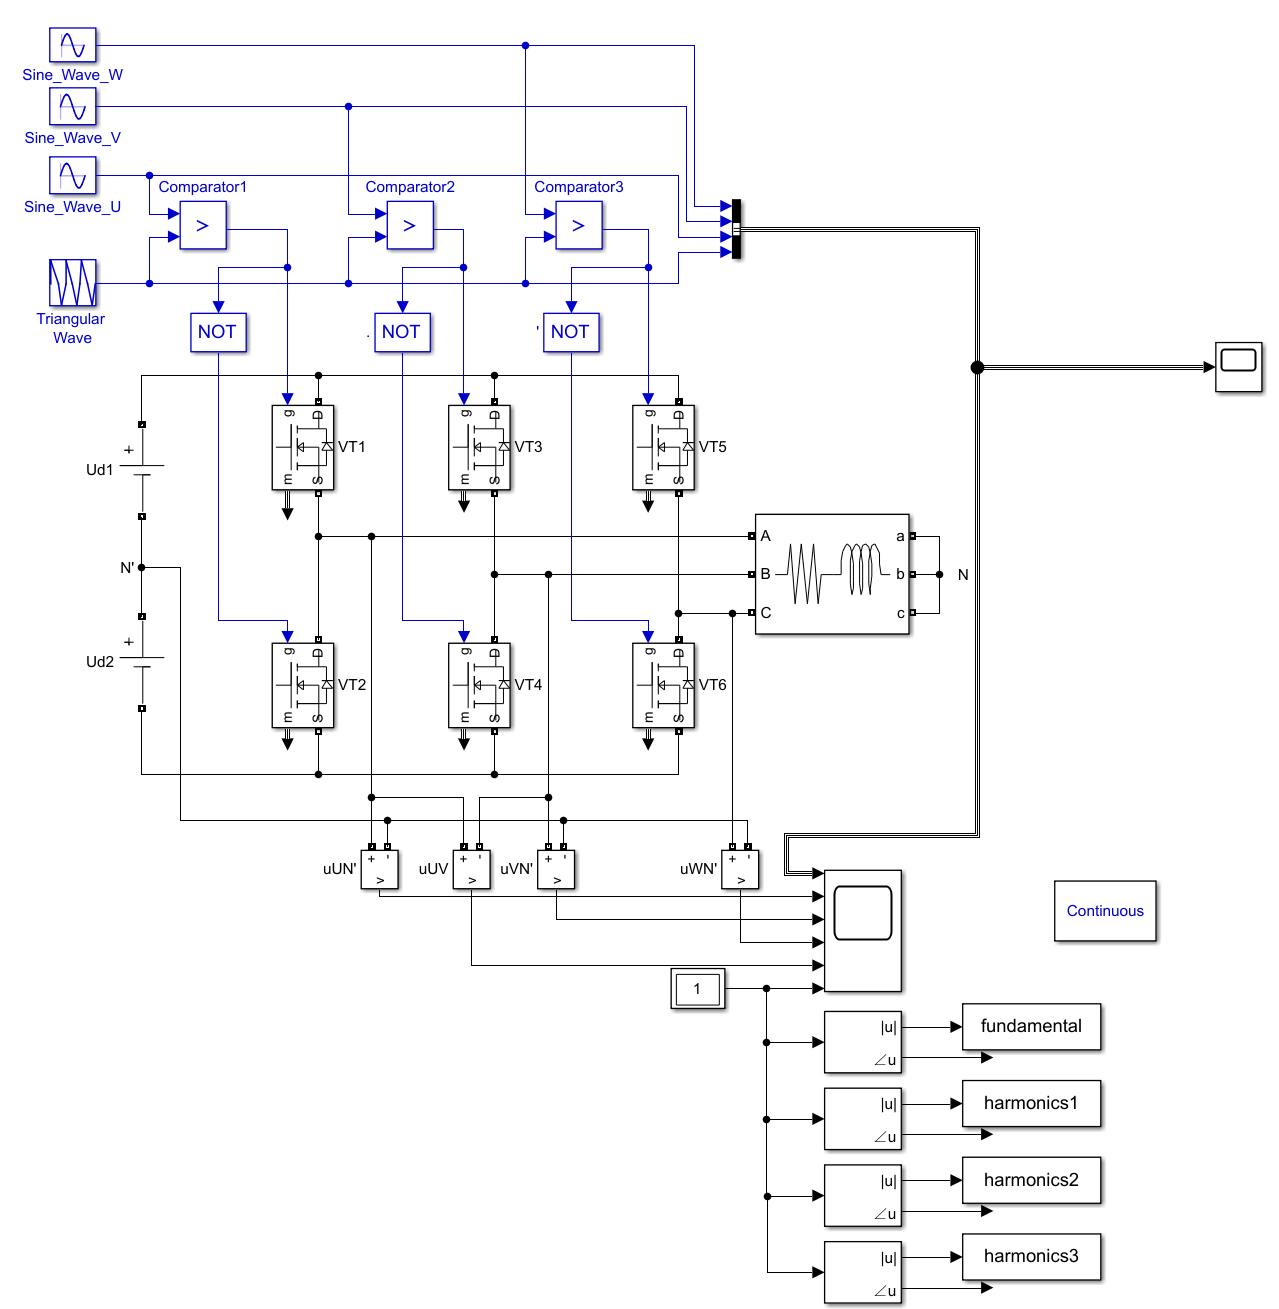 Sine_Wave_W
Sine_Wave_V
Sine_Wave_U
Comparator1
Comparator2
Comparator3
>
>
>
Triangular
Wave
NOT
. NOT
' NOT
g D
m S
VT1
g D
m S
VT3
g D
m S
VT5
+
Ud1
A a
B b
C c
N
N'
+
Ud2
g D
m S
VT2
g D
m S
VT4
g D
m S
VT6
uUN'
+ -
v
uUV
+ -
v
uVN'
+ -
v
uWN'
+ -
v
Continuous
1
|u|
∠u
fundamental
|u|
∠u
harmonics1
|u|
∠u
harmonics2
|u|
∠u
harmonics3